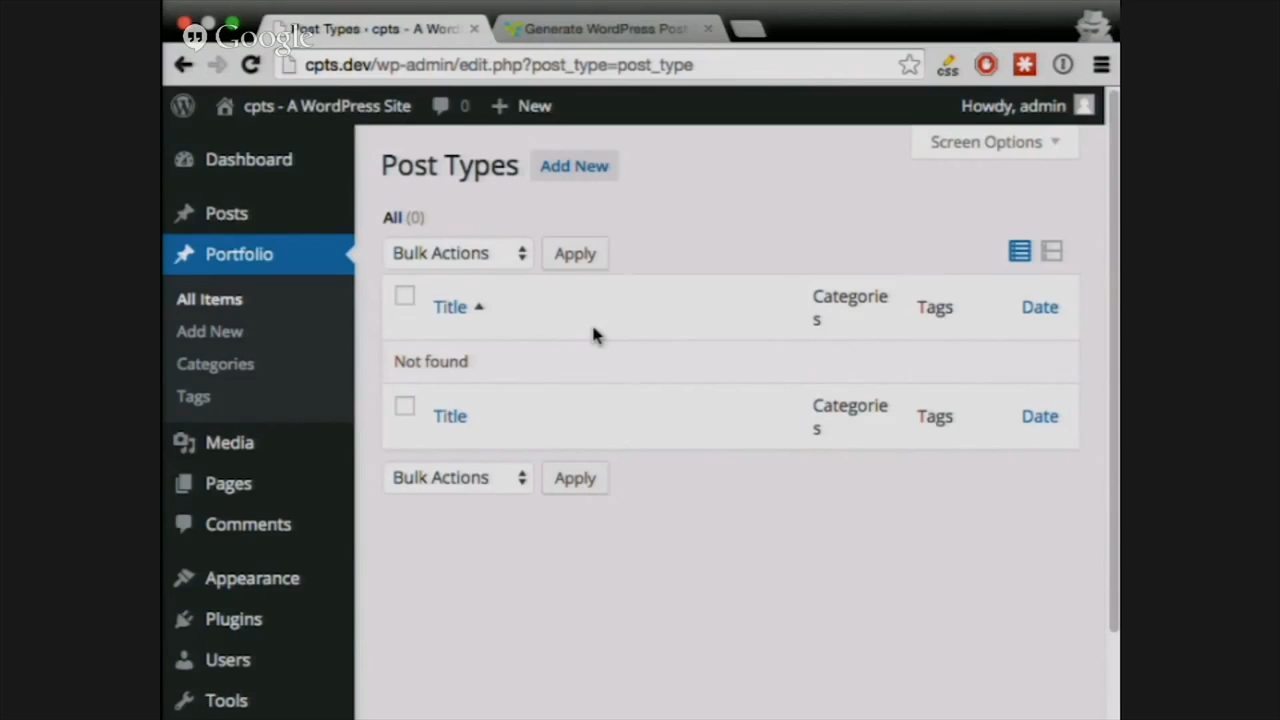 Post Types ‹ cpts - A Word
Generate WordPress Post
Google
cpts.dev/wp-admin/edit.php?post_type=post_type
css
cpts - A WordPress Site
0
New
Howdy, admin
Screen Options
Dashboard
Posts
Portfolio
All Items
Add New
Categories
Tags
Media
Pages
Comments
Appearance
Plugins
Users
Tools
Post Types
Add New
All (0)
Bulk Actions
Apply
Title
Categorie
s
Tags
Date
Not found
Title
Categorie
s
Tags
Date
Bulk Actions
Apply